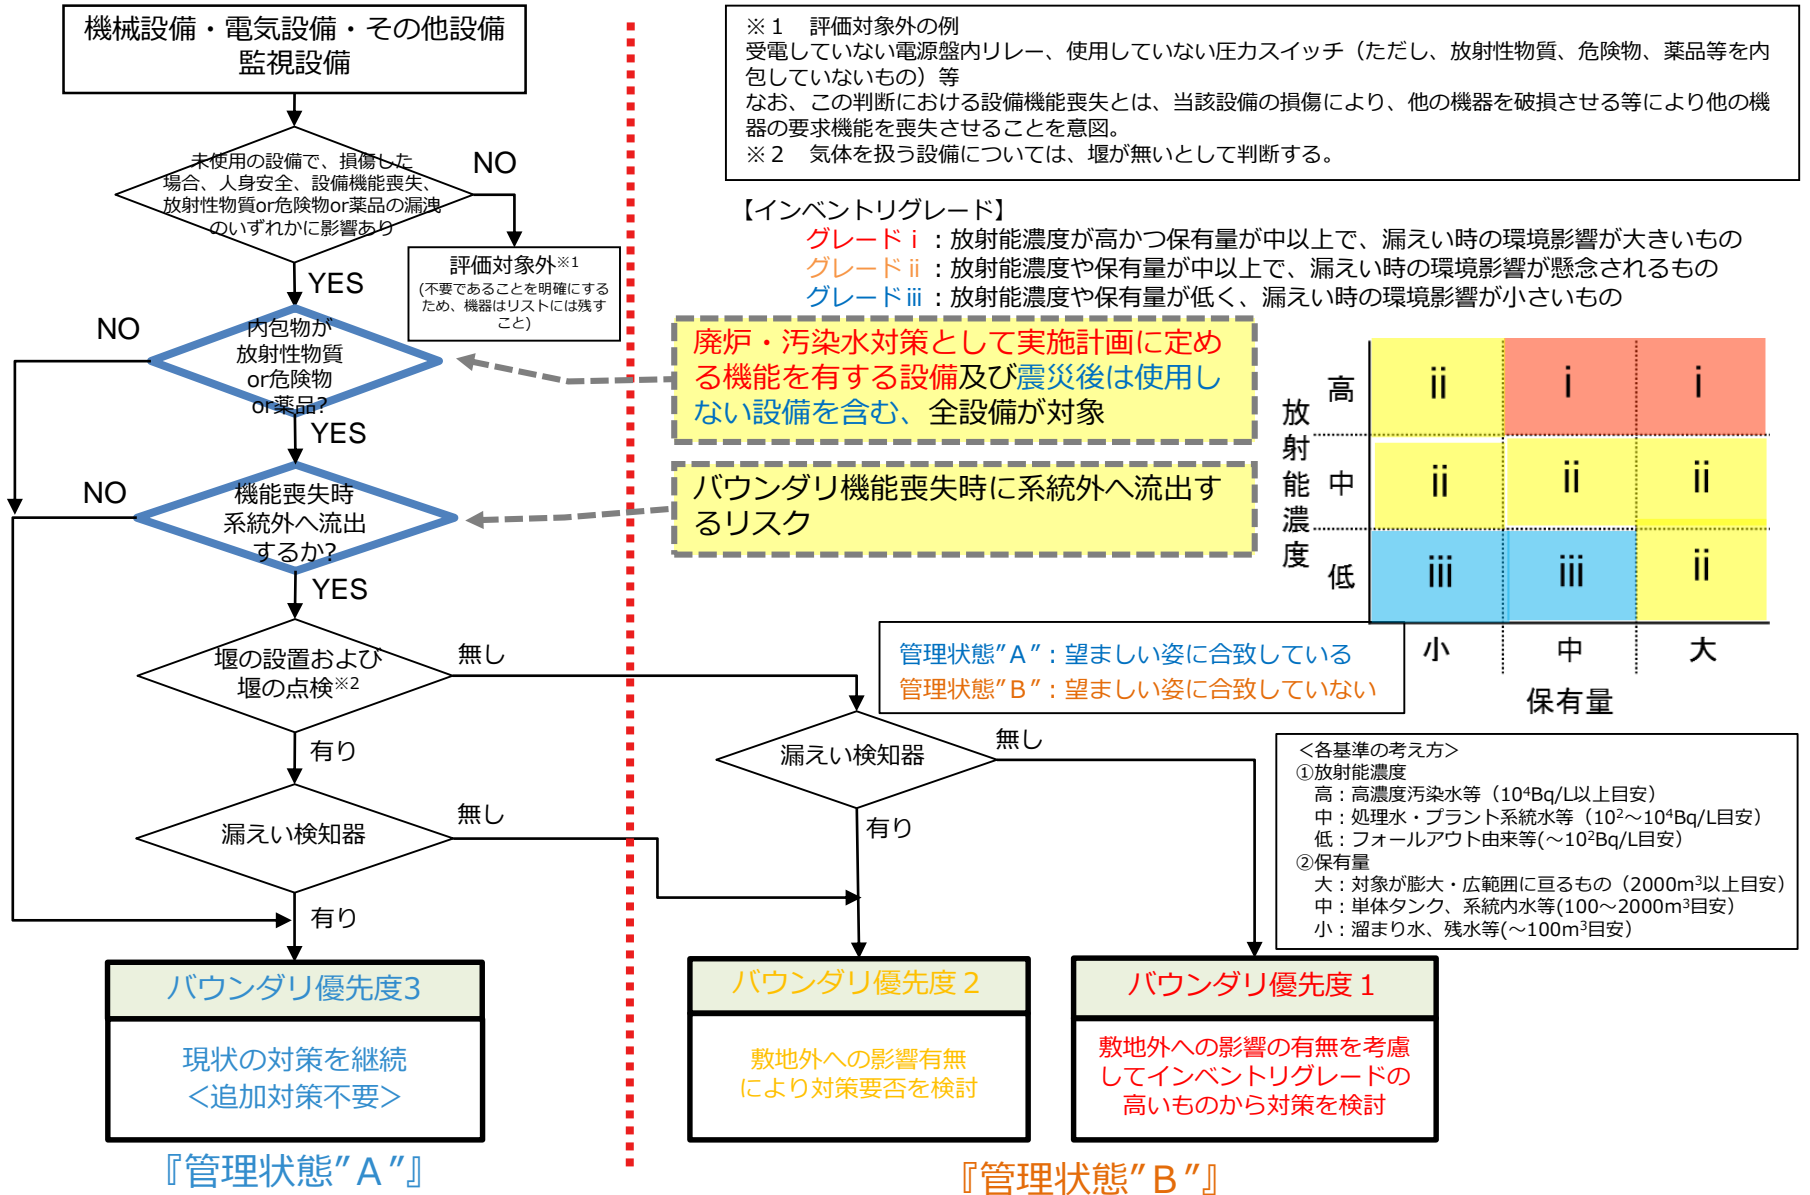 機械設備・電気設備・その他設備
監視設備
未使用の設備で、損傷した
場合、人身安全、設備機能喪失、
放射性物質or危険物or薬品の漏洩
のいずれかに影響あり
NO
YES
評価対象外※1
(不要であることを明確にする
ため、機器はリストには残す
こと)
内包物が
放射性物質
or危険物
or薬品?
NO
YES
機能喪失時
系統外へ流出
するか?
NO
YES
堰の設置および
堰の点検※2
無し
有り
漏えい検知器
無し
有り
漏えい検知器
無し
有り
※１　評価対象外の例
受電していない電源盤内リレー、使用していない圧力スイッチ（ただし、放射性物質、危険物、薬品等を内
包していないもの）等
なお、この判断における設備機能喪失とは、当該設備の損傷により、他の機器を破損させる等により他の機
器の要求機能を喪失させることを意図。
※２　気体を扱う設備については、堰が無いとして判断する。
【インベントリグレード】
グレードⅰ：放射能濃度が高かつ保有量が中以上で、漏えい時の環境影響が大きいもの
グレードⅱ：放射能濃度や保有量が中以上で、漏えい時の環境影響が懸念されるもの
グレードⅲ：放射能濃度や保有量が低く、漏えい時の環境影響が小さいもの
廃炉・汚染水対策として実施計画に定め
る機能を有する設備及び震災後は使用し
ない設備を含む、全設備が対象
バウンダリ機能喪失時に系統外へ流出す
るリスク
放射能濃度
高 ⅱ ⅰ ⅰ
中 ⅱ ⅱ ⅱ
低 ⅲ ⅲ ⅱ
小 中 大
保有量
管理状態"Ａ"：望ましい姿に合致している
管理状態"Ｂ"：望ましい姿に合致していない
＜各基準の考え方＞
①放射能濃度
高：高濃度汚染水等（10⁴Bq/L以上目安）
中：処理水・プラント系統水等（10²～10⁴Bq/L目安）
低：フォールアウト由来等(～10²Bq/L目安）
②保有量
大：対象が膨大・広範囲に亘るもの（2000m³以上目安）
中：単体タンク、系統内水等(100～2000m³目安）
小：溜まり水、残水等(～100m³目安）
バウンダリ優先度3
現状の対策を継続
＜追加対策不要＞
バウンダリ優先度２
敷地外への影響有無
により対策要否を検討
バウンダリ優先度１
敷地外への影響の有無を考慮
してインベントリグレードの
高いものから対策を検討
『管理状態"Ａ"』
『管理状態"Ｂ"』